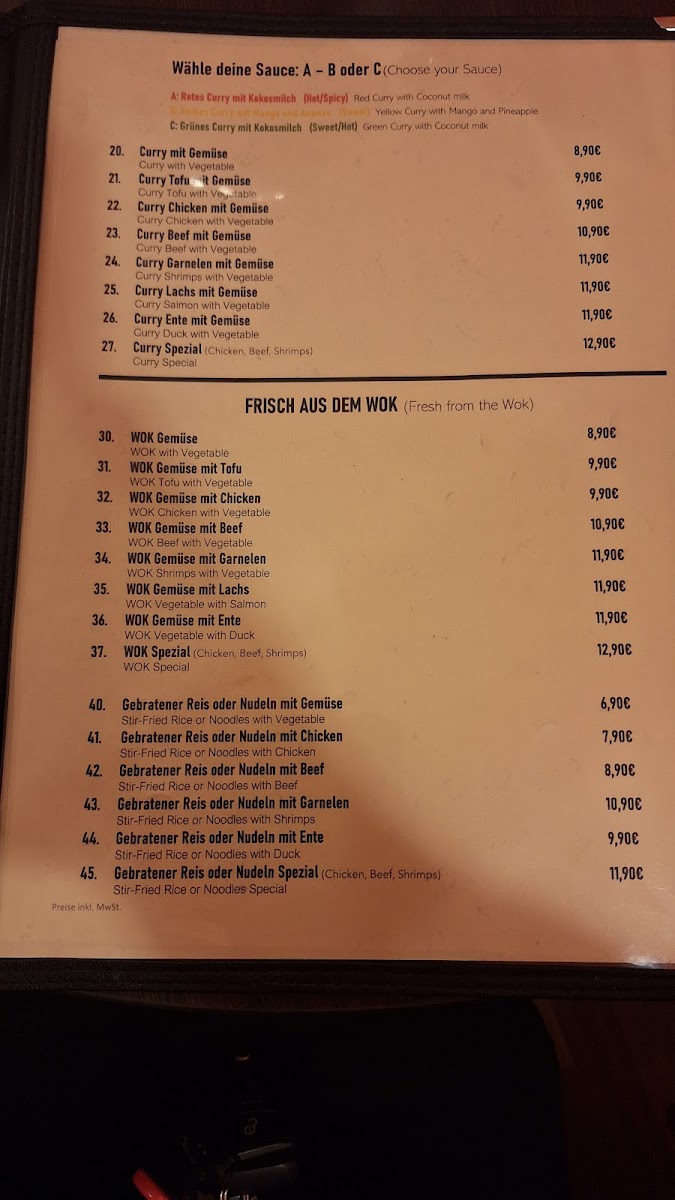 Wähle deine Sauce: A – B oder C (Choose your Sauce)
A: Rotes Curry mit Kokosmilch (Hot/Spicy) Red Curry with Coconut milk
B: Gelbes Curry mit Mango und Ananas (Sweet) Yellow Curry with Mango and Pineapple
C: Grünes Curry mit Kokosmilch (Sweet/Hot) Green Curry with Coconut milk
20. Curry mit Gemüse 8,90€
Curry with Vegetable
21. Curry Tofu mit Gemüse 9,90€
Curry Tofu with Vegetable
22. Curry Chicken mit Gemüse 9,90€
Curry Chicken with Vegetable
23. Curry Beef mit Gemüse 10,90€
Curry Beef with Vegetable
24. Curry Garnelen mit Gemüse 11,90€
Curry Shrimps with Vegetable
25. Curry Lachs mit Gemüse 11,90€
Curry Salmon with Vegetable
26. Curry Ente mit Gemüse 11,90€
Curry Duck with Vegetable
27. Curry Spezial (Chicken, Beef, Shrimps) 12,90€
Curry Special
FRISCH AUS DEM WOK (Fresh from the Wok)
30. WOK Gemüse 8,90€
WOK with Vegetable
31. WOK Gemüse mit Tofu 9,90€
WOK Tofu with Vegetable
32. WOK Gemüse mit Chicken 9,90€
WOK Chicken with Vegetable
33. WOK Gemüse mit Beef 10,90€
WOK Beef with Vegetable
34. WOK Gemüse mit Garnelen 11,90€
WOK Shrimps with Vegetable
35. WOK Gemüse mit Lachs 11,90€
WOK Vegetable with Salmon
36. WOK Gemüse mit Ente 11,90€
WOK Vegetable with Duck
37. WOK Spezial (Chicken, Beef, Shrimps) 12,90€
WOK Special
40. Gebratener Reis oder Nudeln mit Gemüse 6,90€
Stir-Fried Rice or Noodles with Vegetable
41. Gebratener Reis oder Nudeln mit Chicken 7,90€
Stir-Fried Rice or Noodles with Chicken
42. Gebratener Reis oder Nudeln mit Beef 8,90€
Stir-Fried Rice or Noodles with Beef
43. Gebratener Reis oder Nudeln mit Garnelen 10,90€
Stir-Fried Rice or Noodles with Shrimps
44. Gebratener Reis oder Nudeln mit Ente 9,90€
Stir-Fried Rice or Noodles with Duck
45. Gebratener Reis oder Nudeln Spezial (Chicken, Beef, Shrimps) 11,90€
Stir-Fried Rice or Noodles Special
Preise inkl. MwSt.